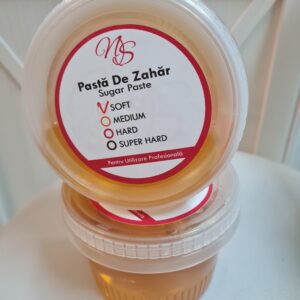 NS
Pastă De Zahăr
Sugar Paste
SOFT
MEDIUM
HARD
SUPER HARD
Pentru Utilizare Profesională